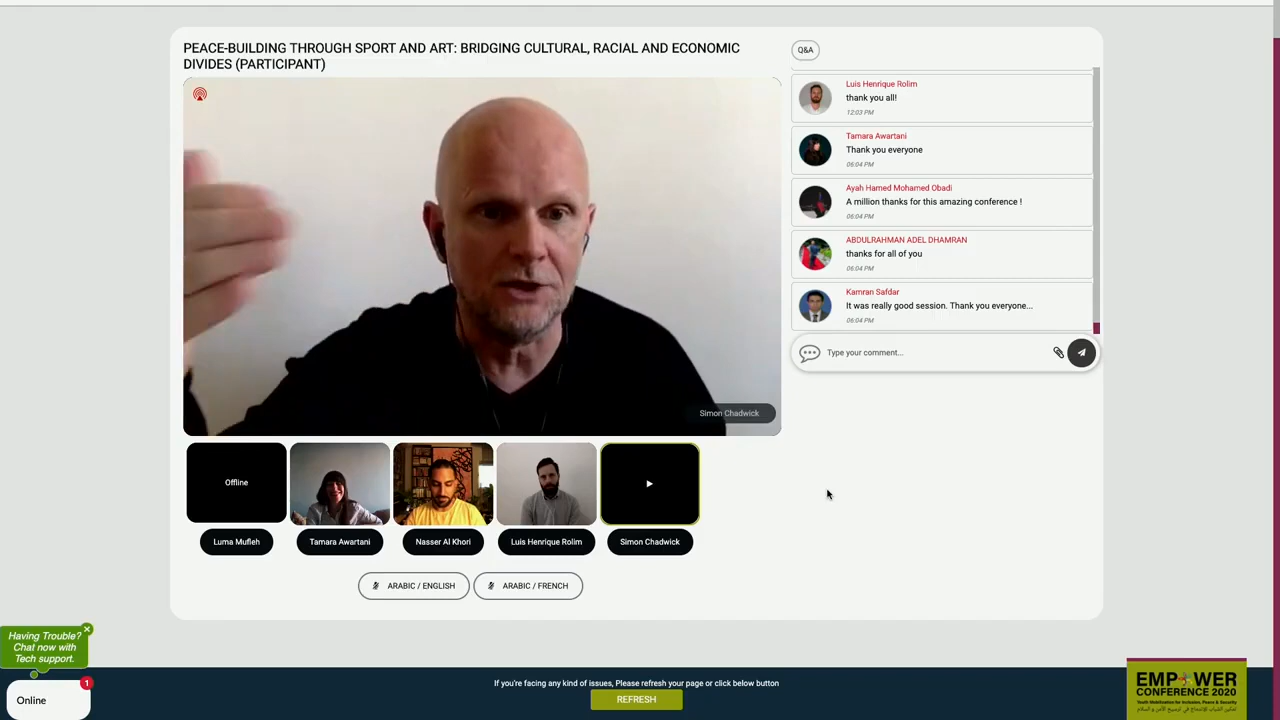 PEACE-BUILDING THROUGH SPORT AND ART: BRIDGING CULTURAL, RACIAL AND ECONOMIC
DIVIDES (PARTICIPANT)
Simon Chadwick
Offline
Luma Mufleh
Tamara Awartani
Nasser Al Khori
Luis Henrique Rolim
Simon Chadwick
ARABIC / ENGLISH
ARABIC / FRENCH
Q&A
Luis Henrique Rolim
thank you all!
12:03 PM
Tamara Awartani
Thank you everyone
06:04 PM
Ayah Hamed Mohamed Obadi
A million thanks for this amazing conference !
06:04 PM
ABDULRAHMAN ADEL DHAMRAN
thanks for all of you
06:04 PM
Kamran Safdar
It was really good session. Thank you everyone...
06:04 PM
Type your comment...
Having Trouble?
Chat now with
Tech support.
Online
1
If you're facing any kind of issues, Please refresh your page or click below button
REFRESH
EMPOWER
CONFERENCE 2020
Youth Mobilization for Inclusion, Peace & Security